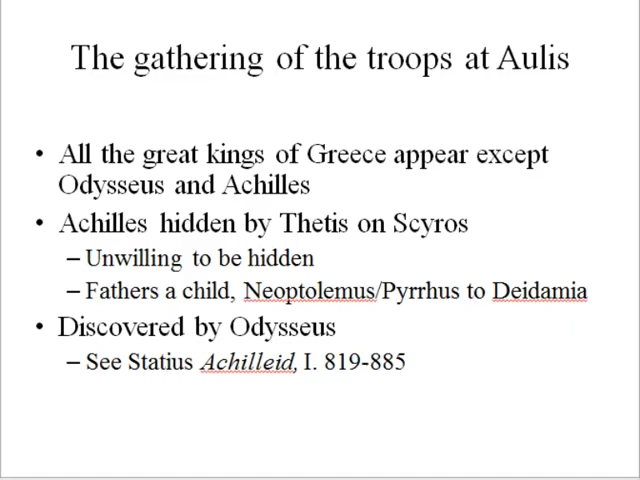 The gathering of the troops at Aulis
• All the great kings of Greece appear except
Odysseus and Achilles
• Achilles hidden by Thetis on Scyros
– Unwilling to be hidden
– Fathers a child, Neoptolemus/Pyrrhus to Deidamia
• Discovered by Odysseus
– See Statius Achilleid, I. 819-885